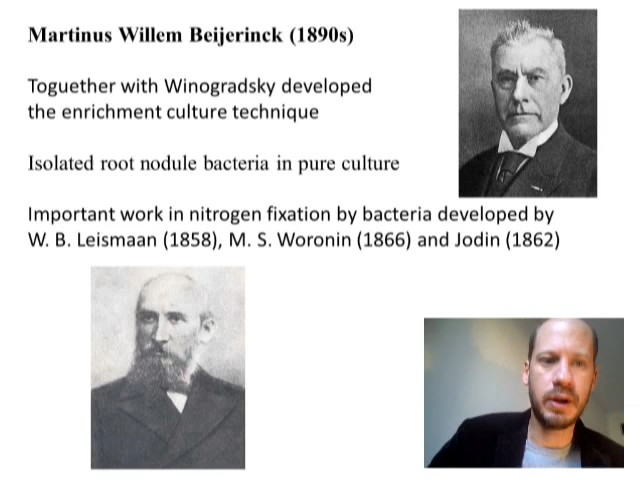 Martinus Willem Beijerinck (1890s)
Toguether with Winogradsky developed
the enrichment culture technique
Isolated root nodule bacteria in pure culture
Important work in nitrogen fixation by bacteria developed by
W. B. Leismaan (1858), M. S. Woronin (1866) and Jodin (1862)